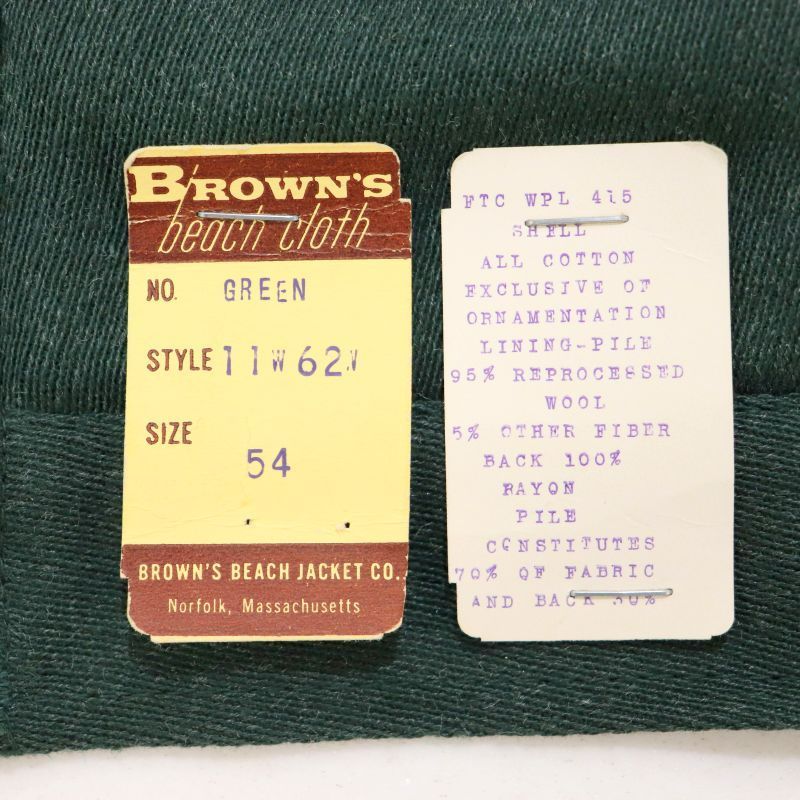 BROWN'S
beach cloth
NO. GREEN
STYLE 11W62W
SIZE
54
BROWN'S BEACH JACKET CO.
Norfolk, Massachusetts
FTC WPL 415
SHELL
ALL COTTON
EXCLUSIVE OF
ORNAMENTATION
LINING-PILE
95% REPROCESSED
WOOL
5% OTHER FIBER
BACK 100%
RAYON
PILE
CONSTITUTES
70% OF FABRIC
AND BACK 30%